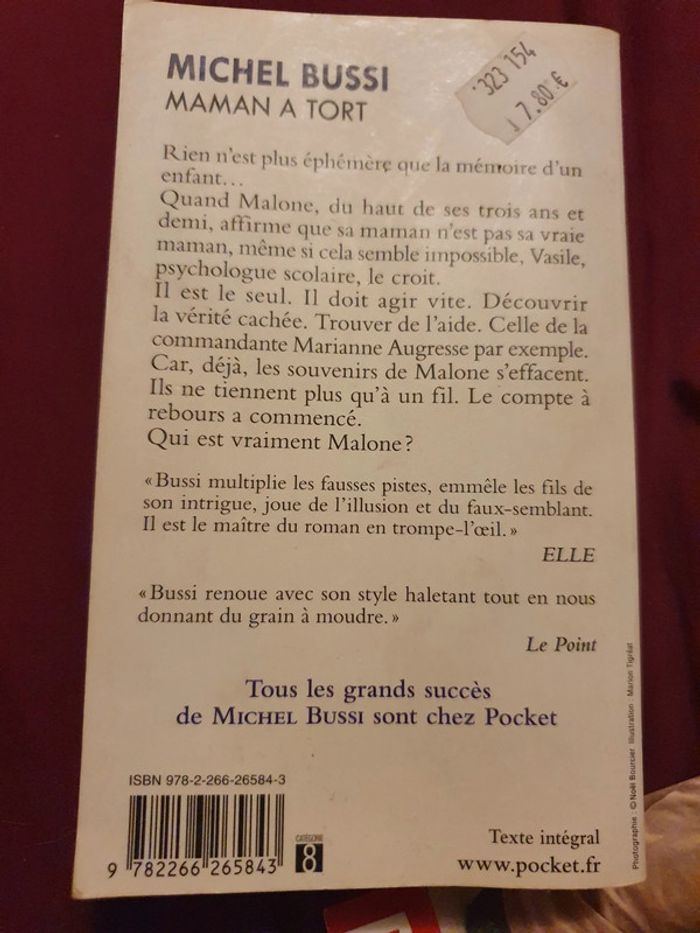 MICHEL BUSSI
MAMAN A TORT
323 154
7.80 €
Rien n'est plus éphémère que la mémoire d'un
enfant…
Quand Malone, du haut de ses trois ans et
demi, affirme que sa maman n'est pas sa vraie
maman, même si cela semble impossible, Vasile,
psychologue scolaire, le croit.
Il est le seul. Il doit agir vite. Découvrir
la vérité cachée. Trouver de l'aide. Celle de la
commandante Marianne Augresse par exemple.
Car, déjà, les souvenirs de Malone s'effacent.
Ils ne tiennent plus qu'à un fil. Le compte à
rebours a commencé.
Qui est vraiment Malone ?
« Bussi multiplie les fausses pistes, emmêle les fils de
son intrigue, joue de l'illusion et du faux-semblant.
Il est le maître du roman en trompe-l'œil. »
ELLE
« Bussi renoue avec son style haletant tout en nous
donnant du grain à moudre. »
Le Point
Tous les grands succès
de MICHEL BUSSI sont chez Pocket
Photographie : © Noël Bourcier Illustration : Marion Tigréat
ISBN 978-2-266-26584-3
9 782266 265843
CATÉGORIE
8
Texte intégral
www.pocket.fr